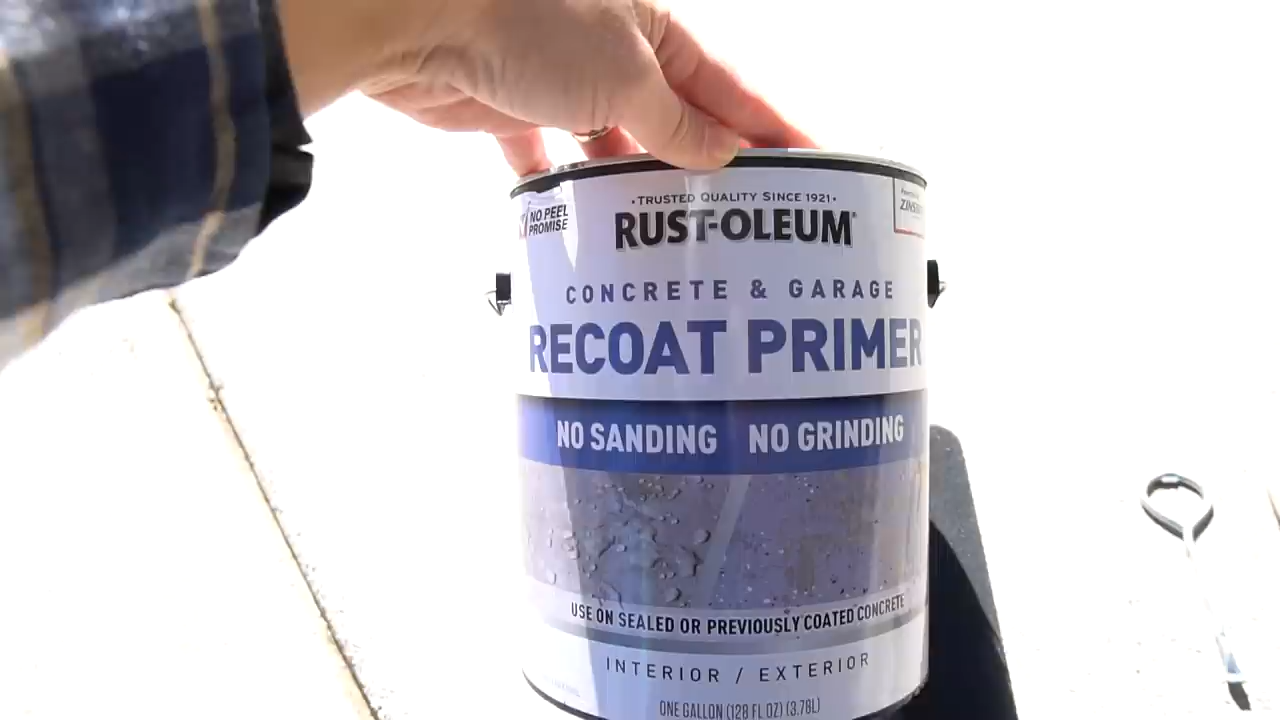 TRUSTED QUALITY SINCE 1921
NO PEEL
PROMISE
RUST-OLEUM
CONCRETE & GARAGE
RECOAT PRIMER
NO SANDING NO GRINDING
USE ON SEALED OR PREVIOUSLY COATED CONCRETE
INTERIOR / EXTERIOR
ONE GALLON (128 FL OZ) (3.78L)